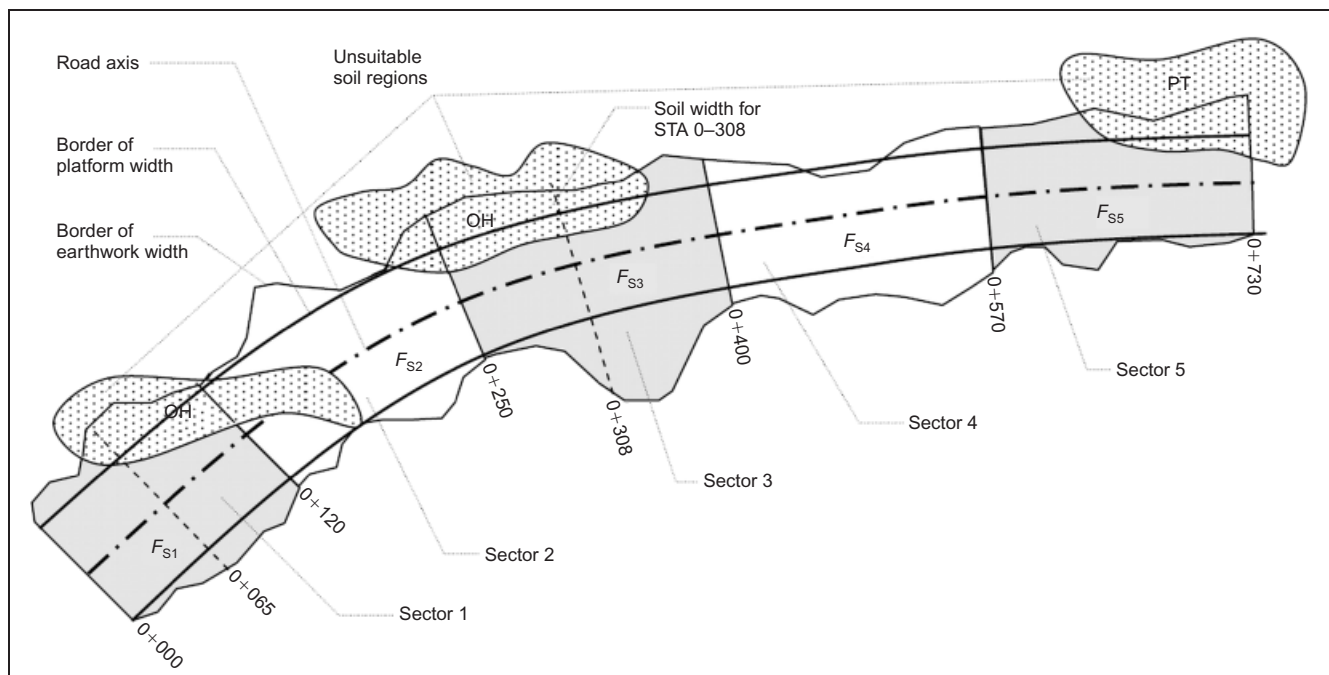 Road axis
Unsuitable
soil regions
PT
Soil width for
STA 0–308
Border of
platform width
OH
Border of
earthwork width
F_S5
F_S4
F_S3
0+730
0+570
0+400
F_S2
0+250
Sector 5
OH
0+308
Sector 4
Sector 3
0+120
F_S1
Sector 2
0+065
Sector 1
0+000